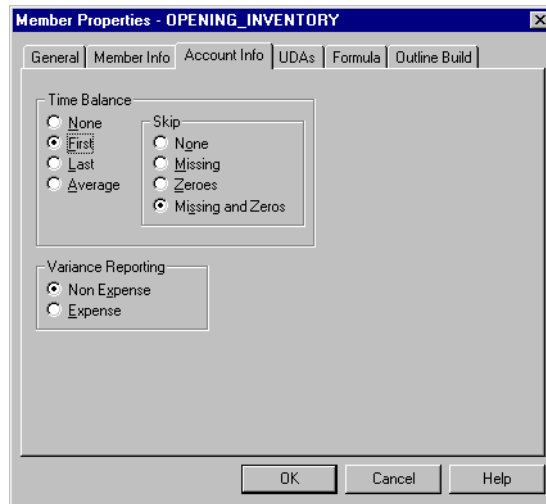 Member Properties - OPENING_INVENTORY
General Member Info Account Info UDAs Formula Outline Build
Time Balance
None
First
Last
Average
Skip
None
Missing
Zeroes
Missing and Zeros
Variance Reporting
Non Expense
Expense
OK Cancel Help